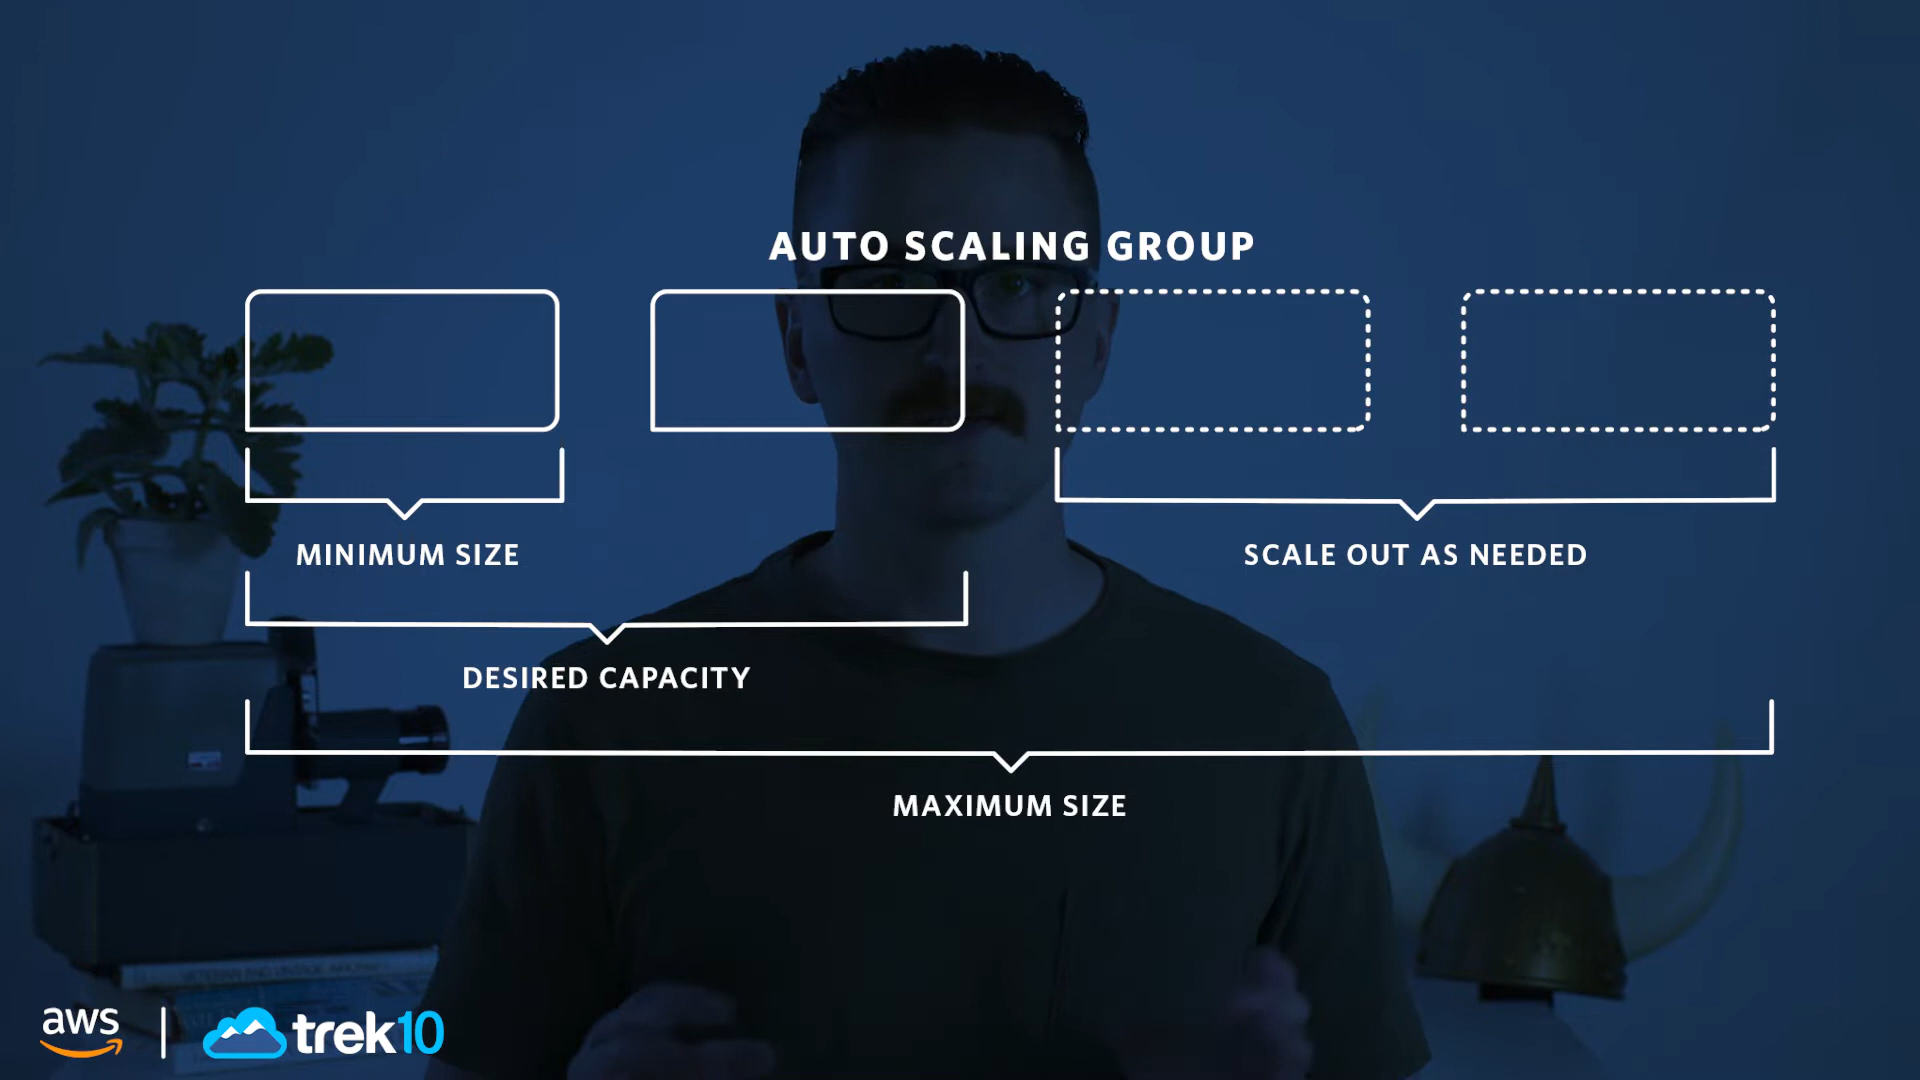 AUTO SCALING GROUP
MINIMUM SIZE
SCALE OUT AS NEEDED
DESIRED CAPACITY
MAXIMUM SIZE
aws
trek10